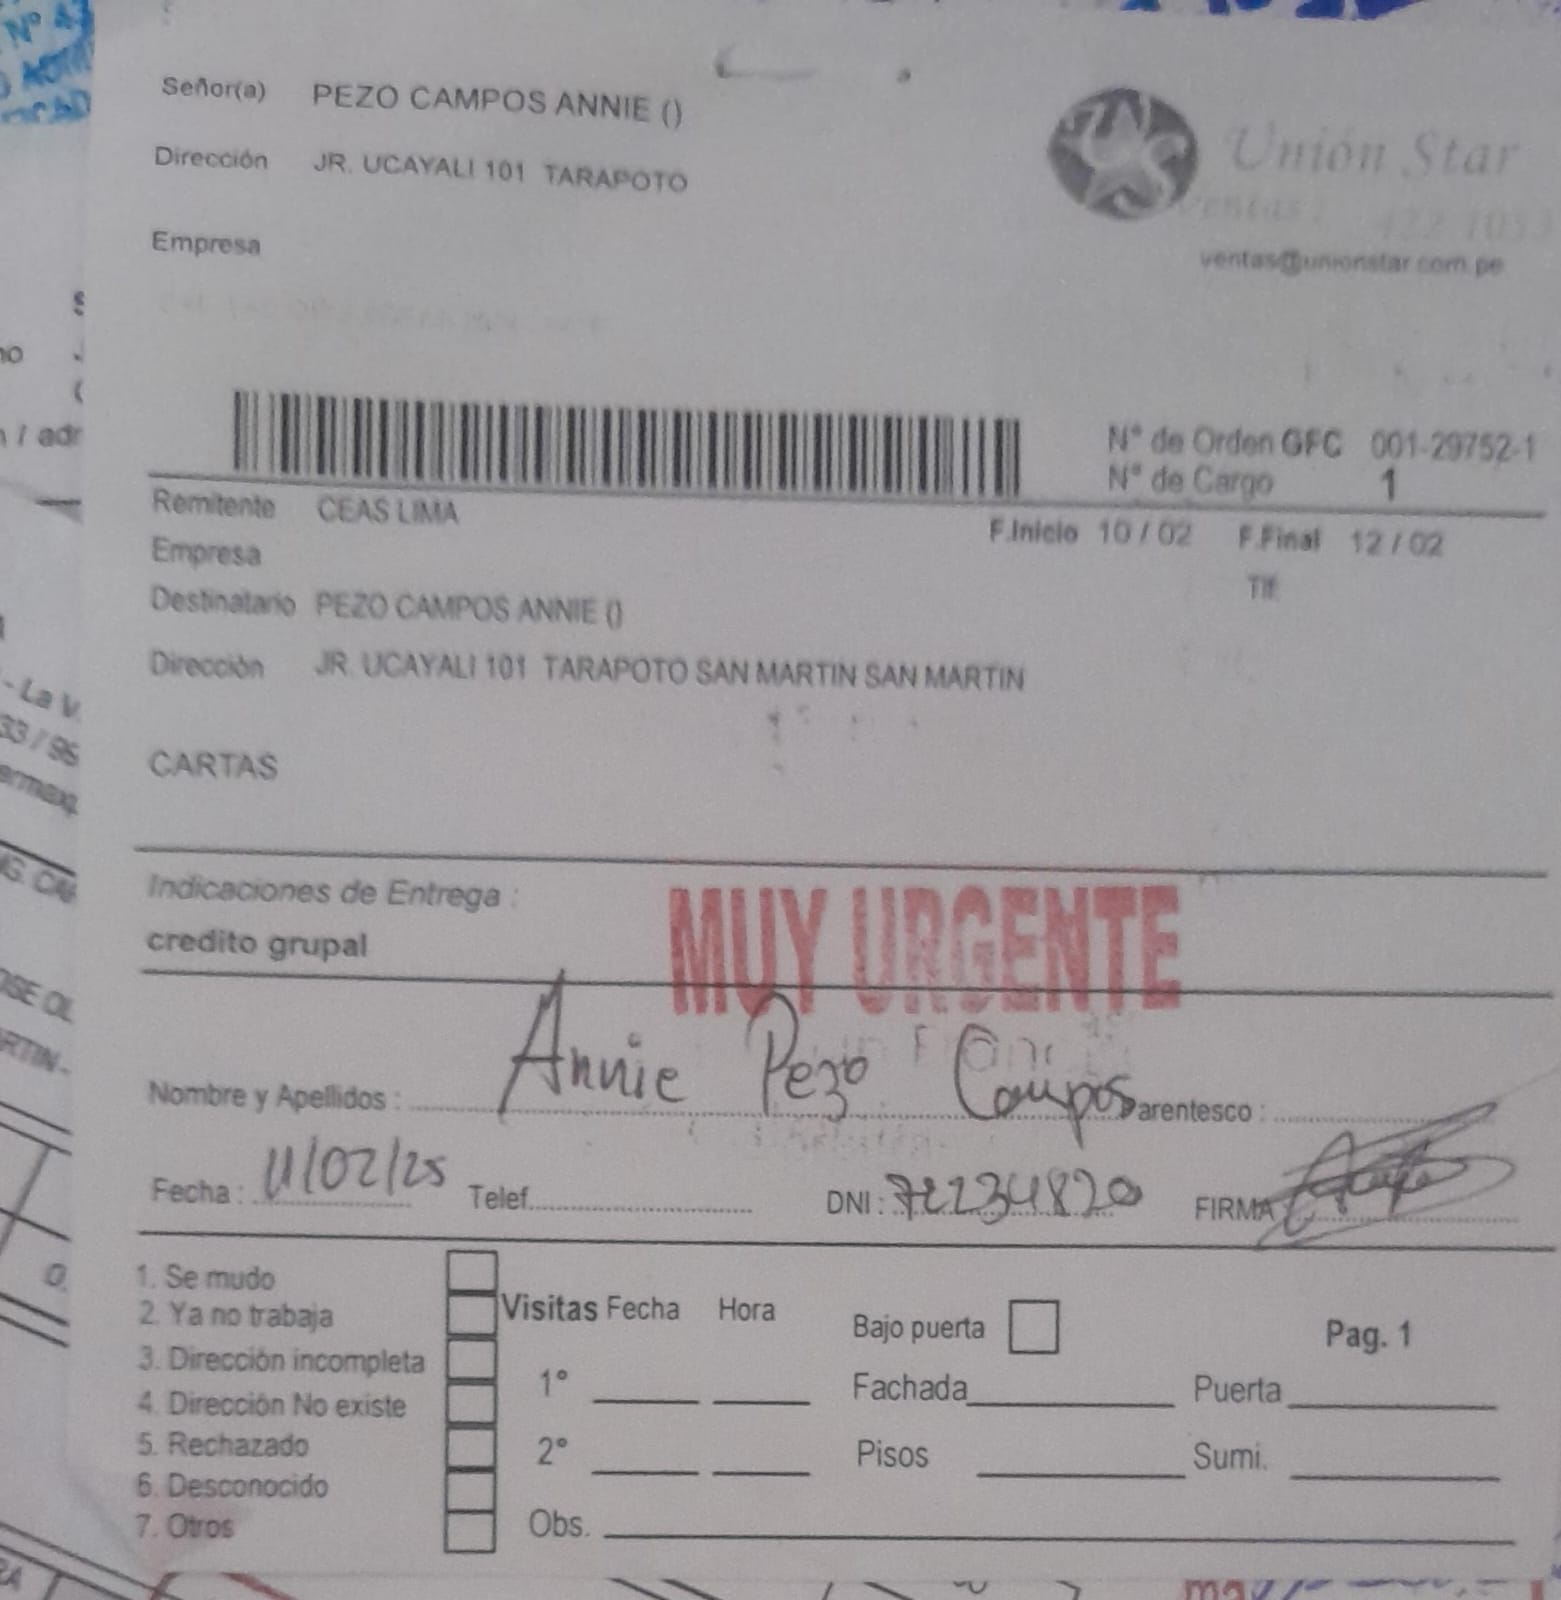 Señor(a) PEZO CAMPOS ANNIE ()
Dirección JR. UCAYALI 101 TARAPOTO
Empresa
Unión Star
ventas@unionstar.com.pe
N° de Orden GFC 001-29752-1
N° de Cargo 1
Remitente CEAS LIMA
F.Inicio 10 / 02 F.Final 12 / 02
Empresa
Tlf
Destinatario PEZO CAMPOS ANNIE ()
Dirección JR. UCAYALI 101 TARAPOTO SAN MARTIN SAN MARTIN
CARTAS
Indicaciones de Entrega :
credito grupal
MUY URGENTE
Nombre y Apellidos : Annie Pezo Campos arentesco :
Fecha : 11/02/25 Telef. DNI : 72234820 FIRMA
1. Se mudo
2. Ya no trabaja
3. Dirección incompleta
4. Dirección No existe
5. Rechazado
6. Desconocido
7. Otros
Visitas Fecha Hora
1°
2°
Obs.
Bajo puerta
Pag. 1
Fachada Puerta
Pisos Sumi.